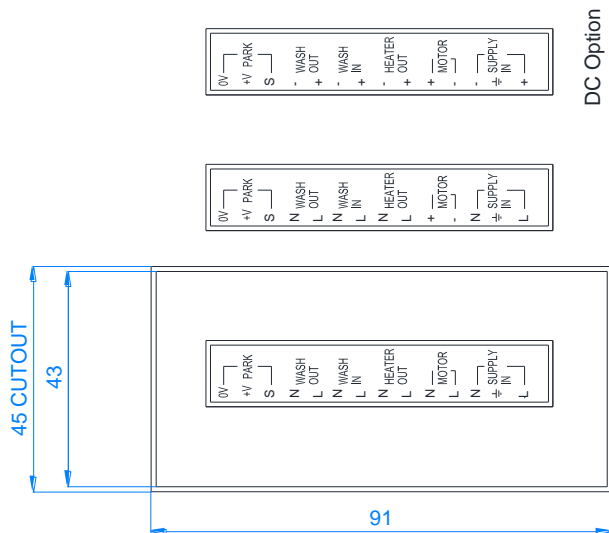 0V
+V PARK
S
- WASH
+ OUT
- WASH
+ IN
- HEATER
+ OUT
+ MOTOR
-
- SUPPLY
⏚ IN
+
DC Option
0V
+V PARK
S
N WASH
L OUT
N WASH
L IN
N HEATER
L OUT
+ MOTOR
-
N SUPPLY
⏚ IN
L
0V
+V PARK
S
N WASH
L OUT
N WASH
L IN
N HEATER
L OUT
N MOTOR
L
N SUPPLY
⏚ IN
L
45 CUTOUT
43
91